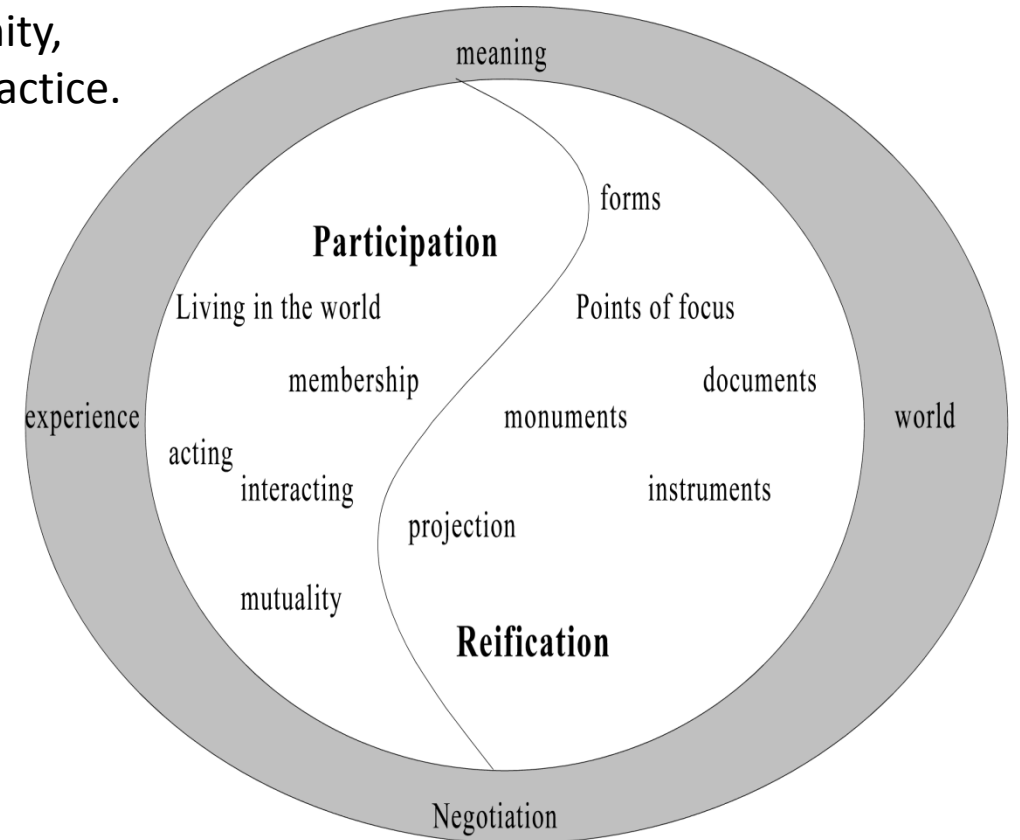 actice.
meaning
forms
Participation
Living in the world
Points of focus
membership
documents
monuments
experience
world
acting
interacting
instruments
projection
mutuality
Reification
Negotiation